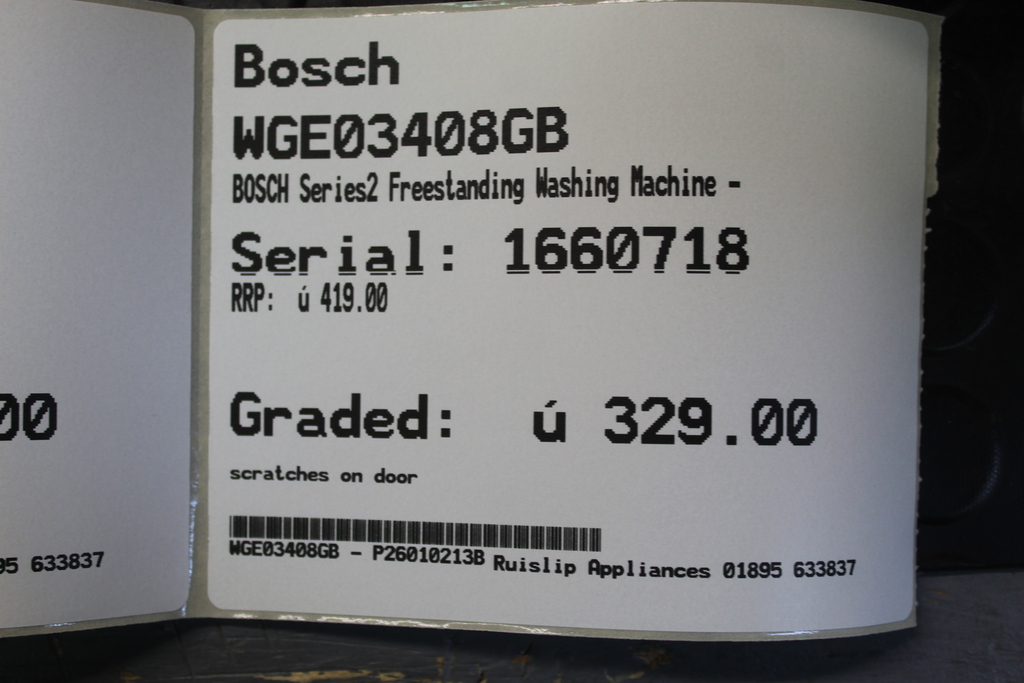 Bosch
WGE03408GB
BOSCH Series2 Freestanding Washing Machine -
Serial: 1660718
RRP: ú 419.00
Graded: ú 329.00
scratches on door
WGE03408GB - P26010213B Ruislip Appliances 01895 633837
00
95 633837